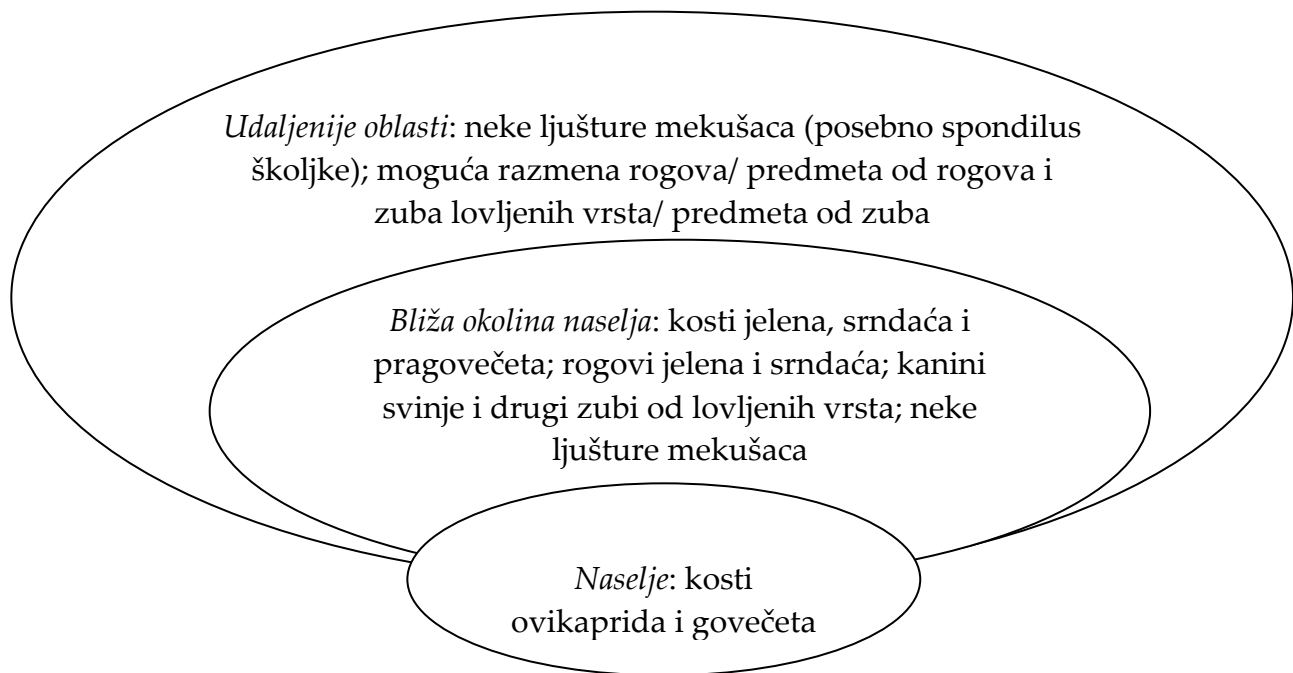 Udaljenije oblasti: neke ljušture mekušaca (posebno spondilus
školjke); moguća razmena rogova/ predmeta od rogova i
zuba lovljenih vrsta/ predmeta od zuba
Bliža okolina naselja: kosti jelena, srndaća i
pragovečeta; rogovi jelena i srndaća; kanini
svinje i drugi zubi od lovljenih vrsta; neke
ljušture mekušaca
Naselje: kosti
ovikaprida i govečeta